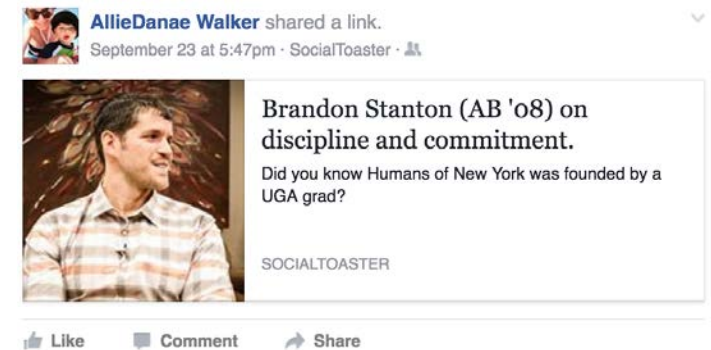 AllieDanae Walker shared a link.
September 23 at 5:47pm · SocialToaster ·
Brandon Stanton (AB '08) on
discipline and commitment.
Did you know Humans of New York was founded by a
UGA grad?
SOCIALTOASTER
Like Comment Share